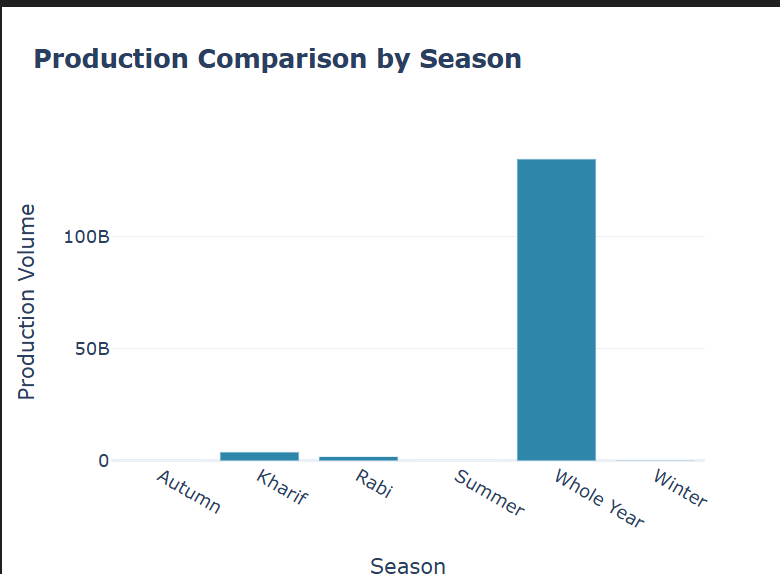 Production Comparison by Season
Production Volume
100B
50B
0
Autumn
Kharif
Rabi
Summer
Whole Year
Winter
Season